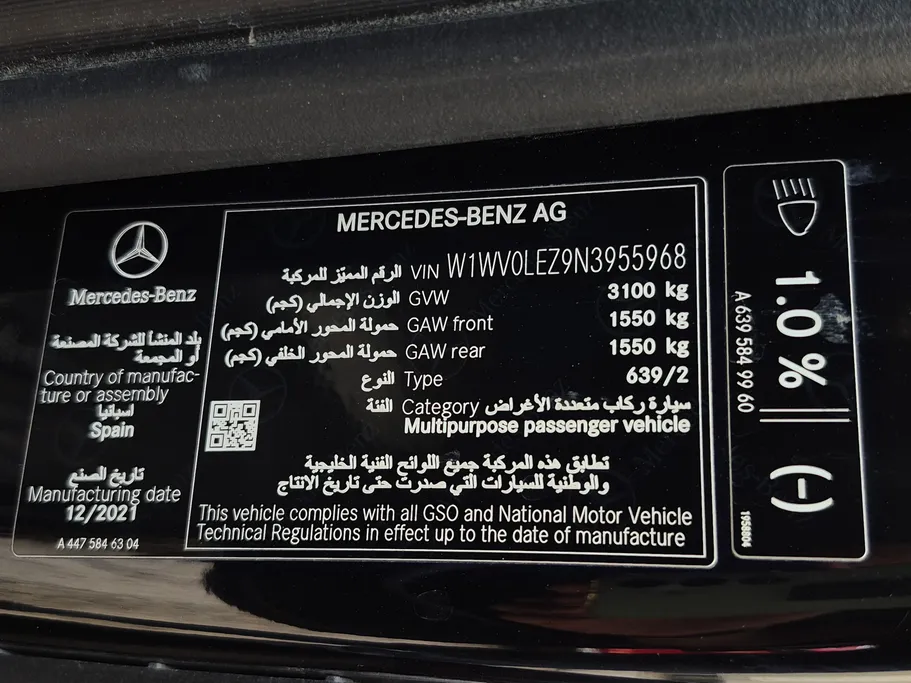 Mercedes-Benz
بلد المنشأ للشركة المصنعة
أو المجمعة
Country of manufac-
ture or assembly
اسبانيا
Spain
تاريخ الصنع
Manufacturing date
12/2021
A 447 584 63 04
MERCEDES-BENZ AG
الرقم المميّز للمركبة VIN W1WV0LEZ9N3955968
الوزن الإجمالي (كجم) GVW 3100 kg
حمولة المحور الأمامي (كجم) GAW front 1550 kg
حمولة المحور الخلفي (كجم) GAW rear 1550 kg
النوع Type 639/2
الفئة Category سيارة ركاب متعددة الأغراض
Multipurpose passenger vehicle
تطابق هذه المركبة جميع اللوائح الفنية الخليجية
والوطنية للسيارات التي صدرت حتى تاريخ الانتاج
This vehicle complies with all GSO and National Motor Vehicle
Technical Regulations in effect up to the date of manufacture
1.0% (-)
A 639 584 99 60
1958804